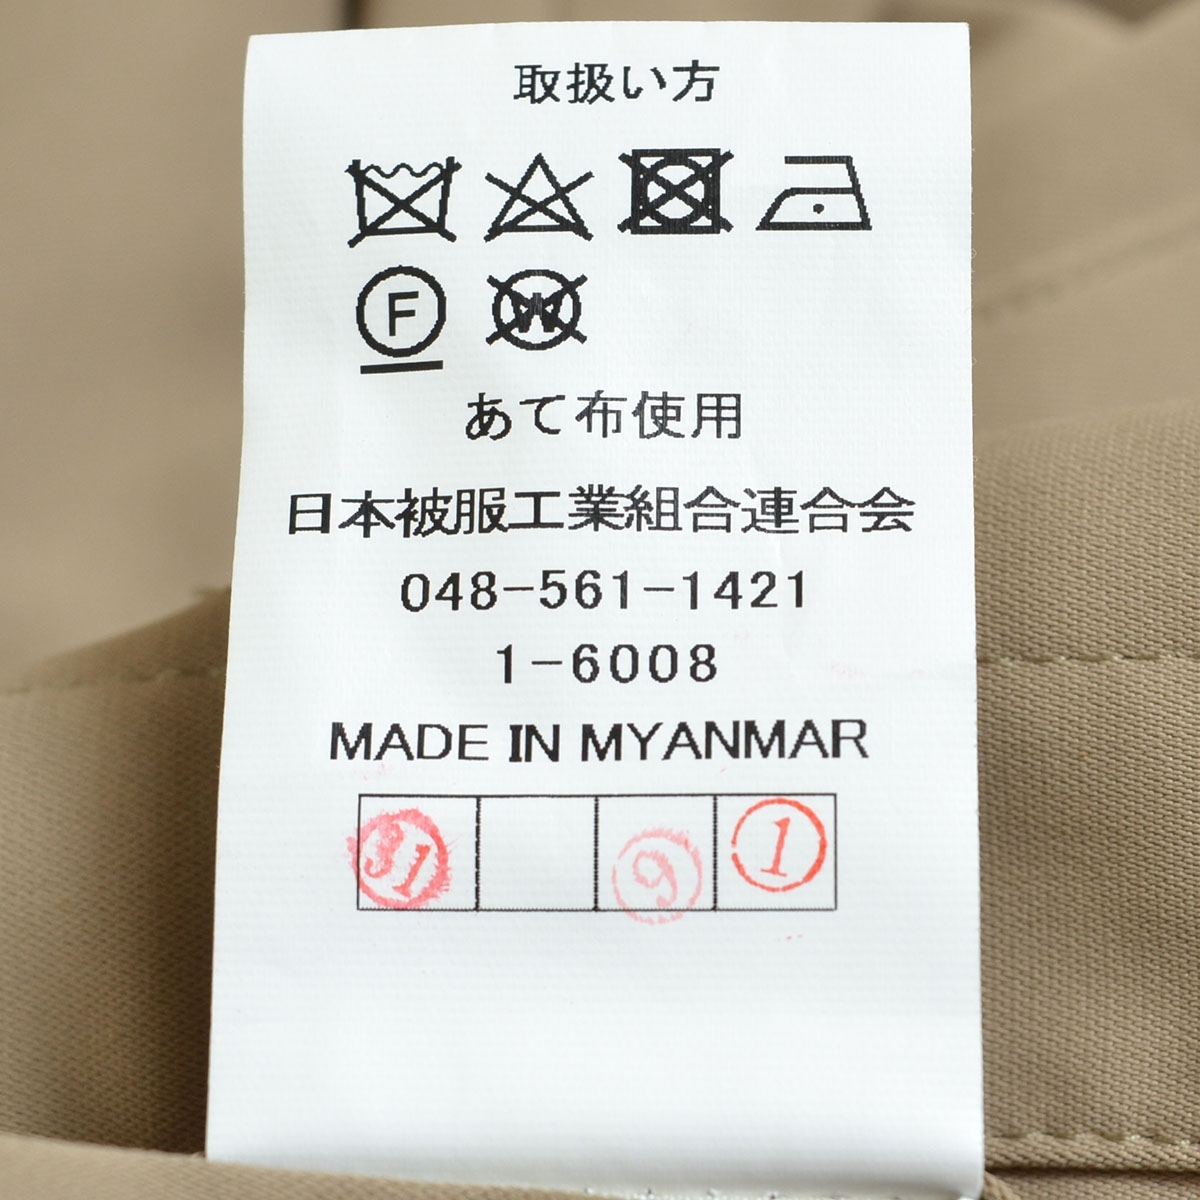 取扱い方
F W
あて布使用
日本被服工業組合連合会
048-561-1421
1-6008
MADE IN MYANMAR
31 9 1